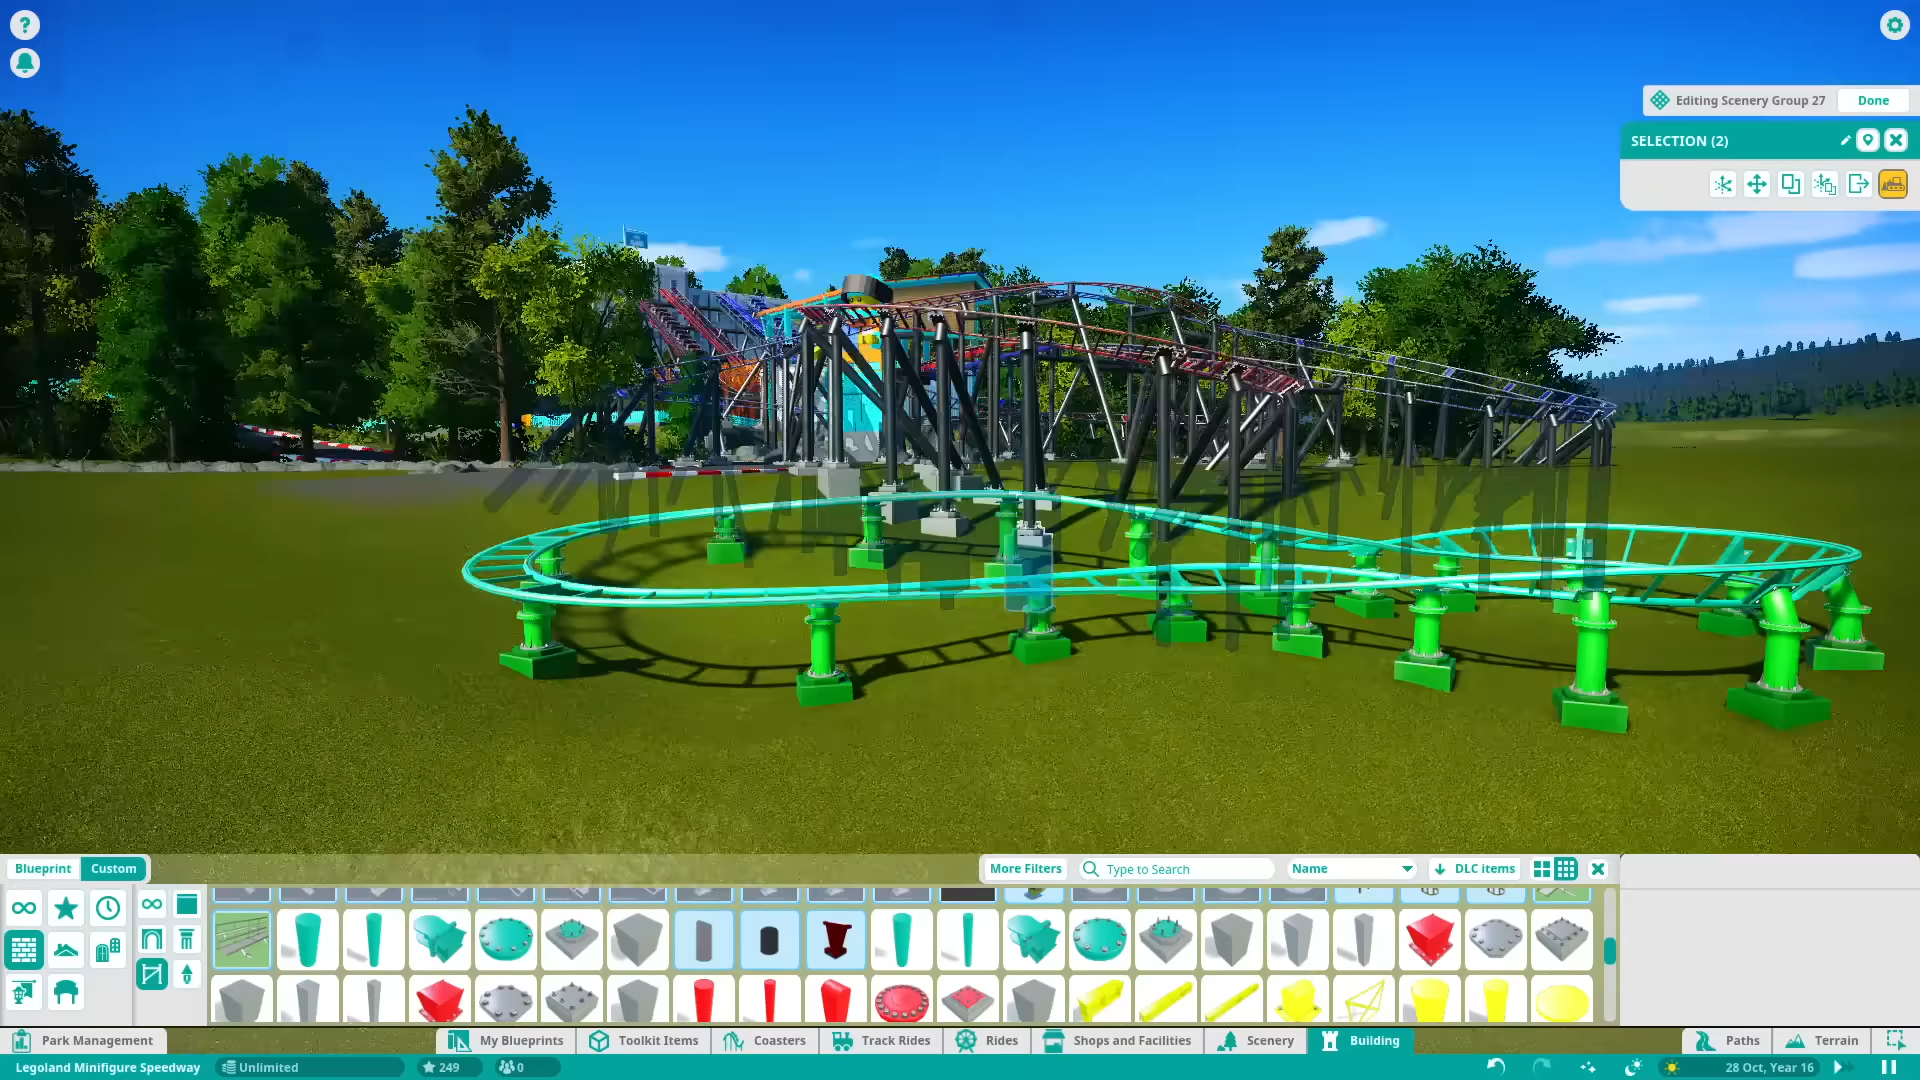 ?
Editing Scenery Group 27
Done
SELECTION (2)
Blueprint
Custom
More Filters
Type to Search
Name
DLC items
Park Management
My Blueprints
Toolkit Items
Coasters
Track Rides
Rides
Shops and Facilities
Scenery
Building
Paths
Terrain
Legoland Minifigure Speedway
Unlimited
249
0
28 Oct, Year 16